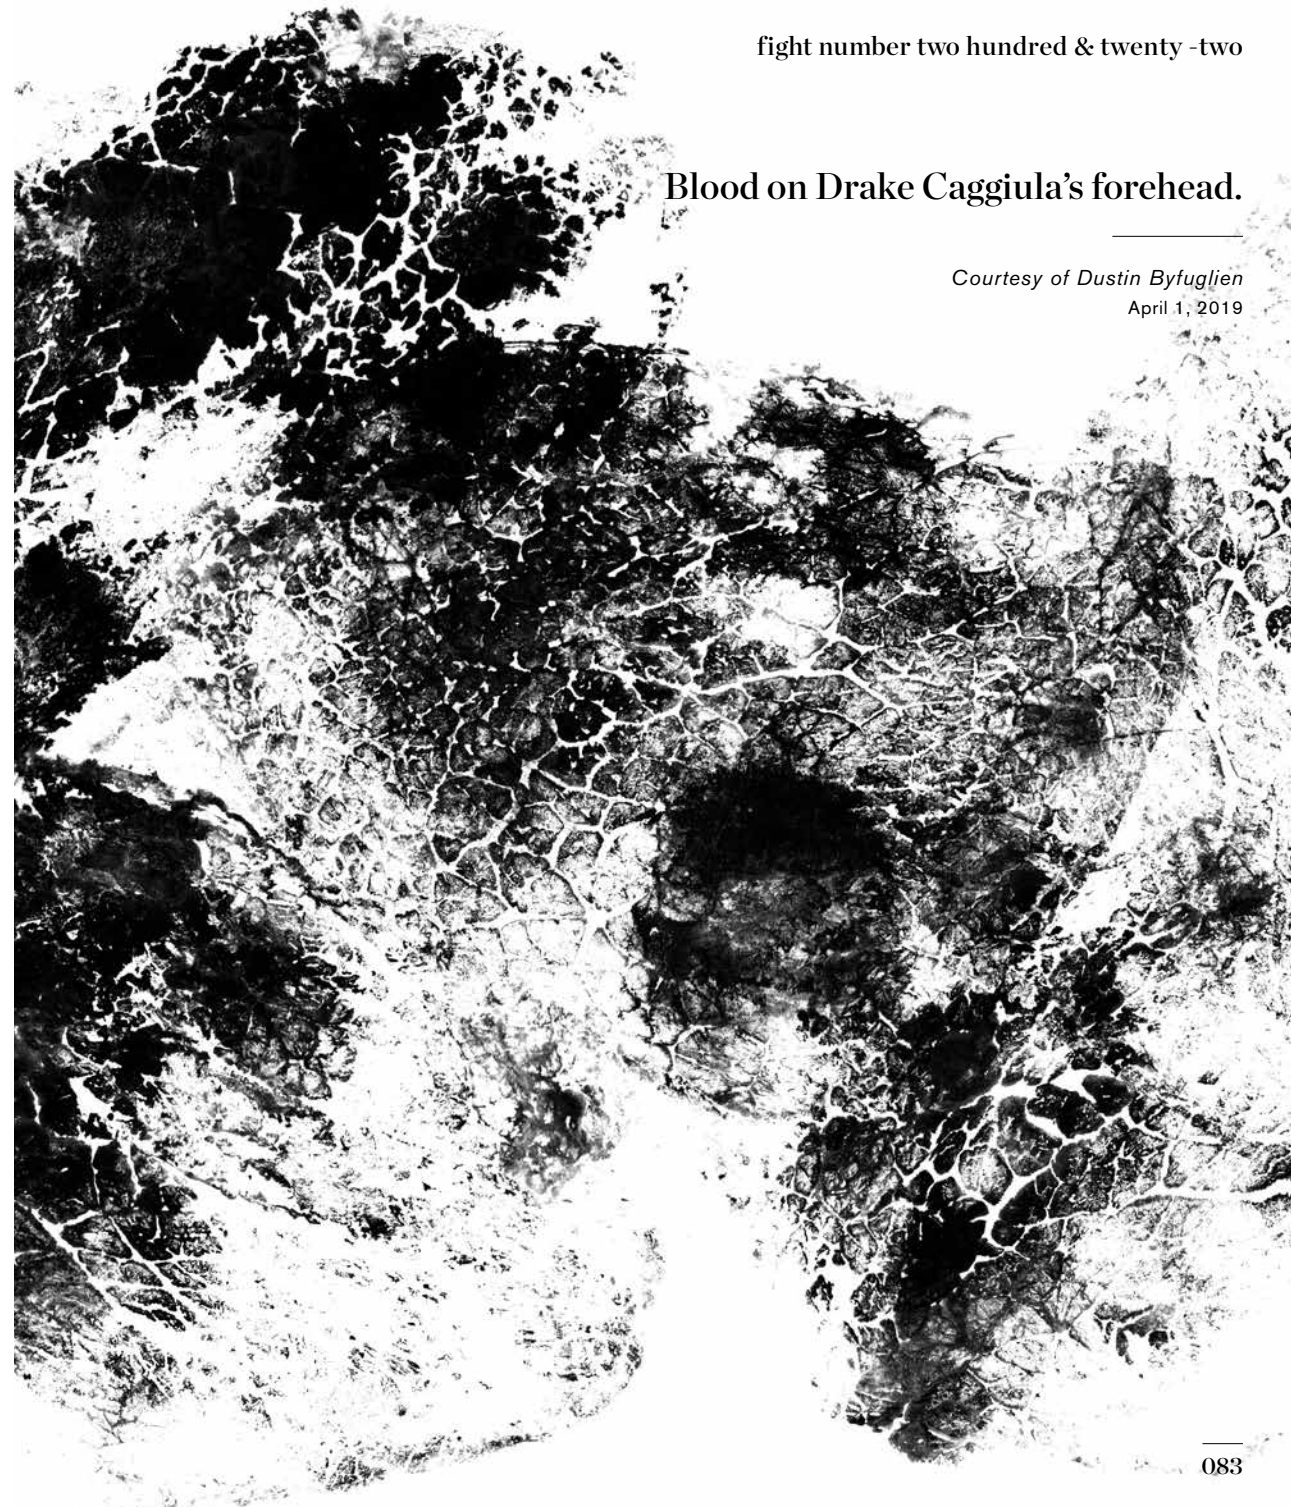 fight number two hundred & twenty -two
Blood on Drake Caggiula’s forehead.
Courtesy of Dustin Byfuglien
April 1, 2019
083